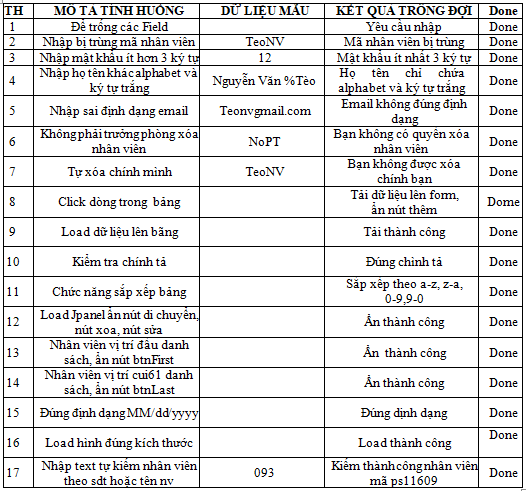 TH MÔ TẢ TÌNH HUỐNG DỮ LIỆU MẪU KẾT QUẢ TRÔNG ĐỢI Done
1 Để trống các Field Yêu cầu nhập Done
2 Nhập bị trùng mã nhân viên TeoNV Mã nhân viên bị trùng Done
3 Nhập mật khẩu ít hơn 3 ký tự 12 Mật khẩu ít nhất 3 ký tự Done
4 Nhập họ tên khác alphabet và ký tự trắng Nguyễn Văn %Tèo Họ tên chỉ chứa alphabet và ký tự trắng Done
5 Nhập sai định dạng email Teonvgmail.com Email không đúng định dạng Done
6 Không phải trưởng phòng xóa nhân viên NoPT Bạn không có quyền xóa nhân viên Done
7 Tự xóa chính mình TeoNV Bạn không được xóa chính bạn Done
8 Click dòng trong bảng Tải dữ liệu lên form, ẩn nút thêm Dome
9 Load dữ liệu lên bảng Tải thành công Done
10 Kiểm tra chính tả Đúng chính tả Done
11 Chức năng sắp xếp bảng Sắp xếp theo a-z, z-a, 0-9,9-0 Done
12 Load Jpanel ẩn nút di chuyển, nút xoa, nút sửa Ẩn thành công Done
13 Nhân viên vị trí đầu danh sách, ẩn nút btnFirst Ẩn thành công Done
14 Nhân viên vị trí cui61 danh sách, ẩn nút btnLast Ẩn thành công Done
15 Đúng định dạng MM/dd/yyyy Đúng định dạng Done
16 Load hình đúng kích thước Load thành công Done
17 Nhập text tự kiếm nhân viên theo sdt hoặc tên nv 093 Kiếm thành công nhân viên mã ps11609 Done